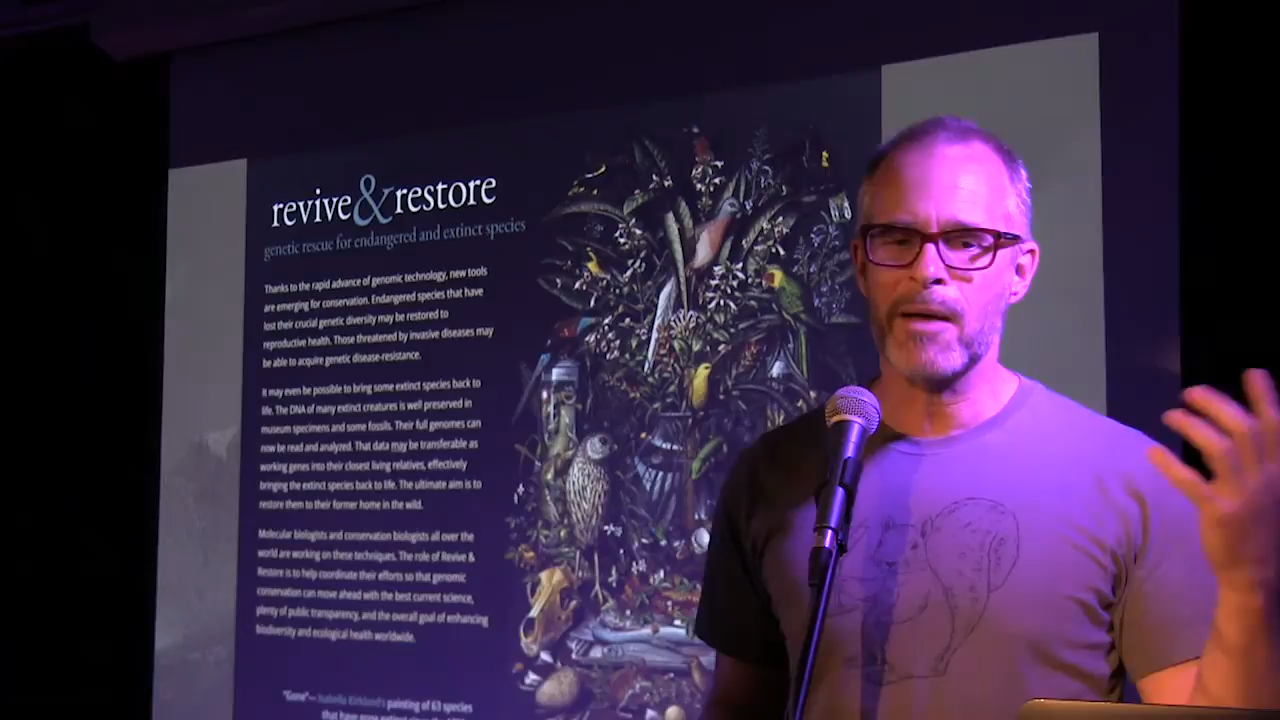 revive&restore
genetic rescue for endangered and extinct species
Thanks to the rapid advance of genomic technology, new tools
are emerging for conservation. Endangered species that have
lost their crucial genetic diversity may be restored to
reproductive health. Those threatened by invasive diseases may
be able to acquire genetic disease-resistance.
It may even be possible to bring some extinct species back to
life. The DNA of many extinct creatures is well preserved in
museum specimens and some fossils. Their full genomes can
now be read and analyzed. That data may be transferable as
working genes into their closest living relatives, effectively
bringing the extinct species back to life. The ultimate aim is to
restore them to their former home in the wild.
Molecular biologists and conservation biologists all over the
world are working on these techniques. The role of Revive &
Restore is to help coordinate their efforts so that genomic
conservation can move ahead with the best current science,
plenty of public transparency, and the overall goal of enhancing
biodiversity and ecological health worldwide.
"Gone"— Isabella Kirkland's painting of 63 species
that have gone extinct since the